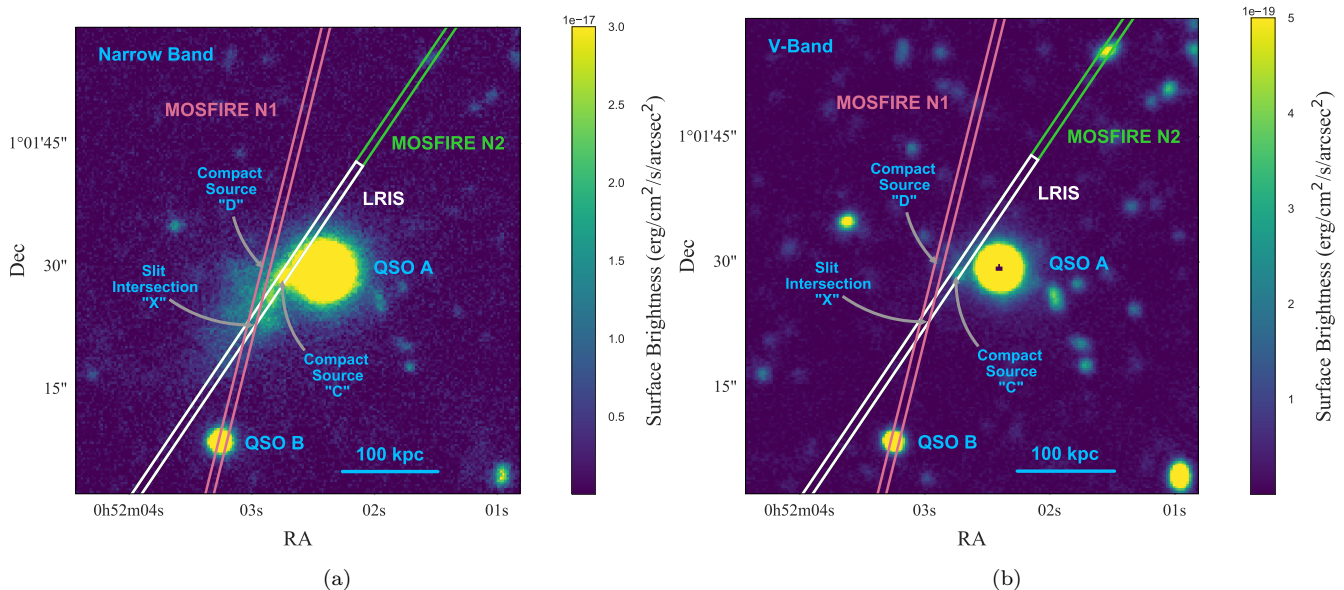 Narrow Band
MOSFIRE N1
MOSFIRE N2
Compact
Source
"D"
LRIS
QSO A
Slit
Intersection
"X"
Compact
Source
"C"
QSO B
100 kpc
1°01'45"
30"
15"
Dec
0h52m04s
03s
02s
01s
RA
1e-17
3.0
2.5
2.0
1.5
1.0
0.5
Surface Brightness (erg/cm²/s/arcsec²)
(a)
V-Band
MOSFIRE N1
MOSFIRE N2
Compact
Source
"D"
LRIS
QSO A
Slit
Intersection
"X"
Compact
Source
"C"
QSO B
100 kpc
1°01'45"
30"
15"
Dec
0h52m04s
03s
02s
01s
RA
1e-19
5
4
3
2
1
Surface Brightness (erg/cm²/s/arcsec²)
(b)